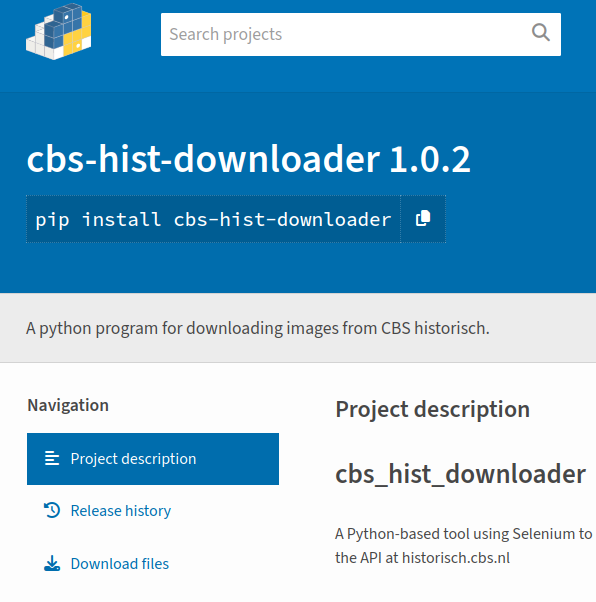 Search projects
cbs-hist-downloader 1.0.2
pip install cbs-hist-downloader
A python program for downloading images from CBS historisch.
Navigation
Project description
Release history
Download files
Project description
cbs_hist_downloader
A Python-based tool using Selenium to
the API at historisch.cbs.nl